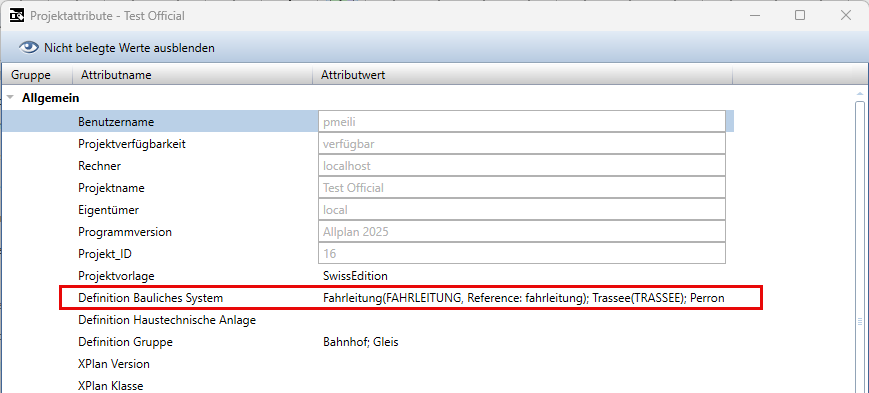 Projektattribute - Test Official
Nicht belegte Werte ausblenden
Gruppe Attributname Attributwert
Allgemein
Benutzername pmeili
Projektverfügbarkeit verfügbar
Rechner localhost
Projektname Test Official
Eigentümer local
Programmversion Allplan 2025
Projekt_ID 16
Projektvorlage SwissEdition
Definition Bauliches System Fahrleitung(FAHRLEITUNG, Reference: fahrleitung); Trassee(TRASSEE); Perron
Definition Haustechnische Anlage
Definition Gruppe Bahnhof; Gleis
XPlan Version
XPlan Klasse